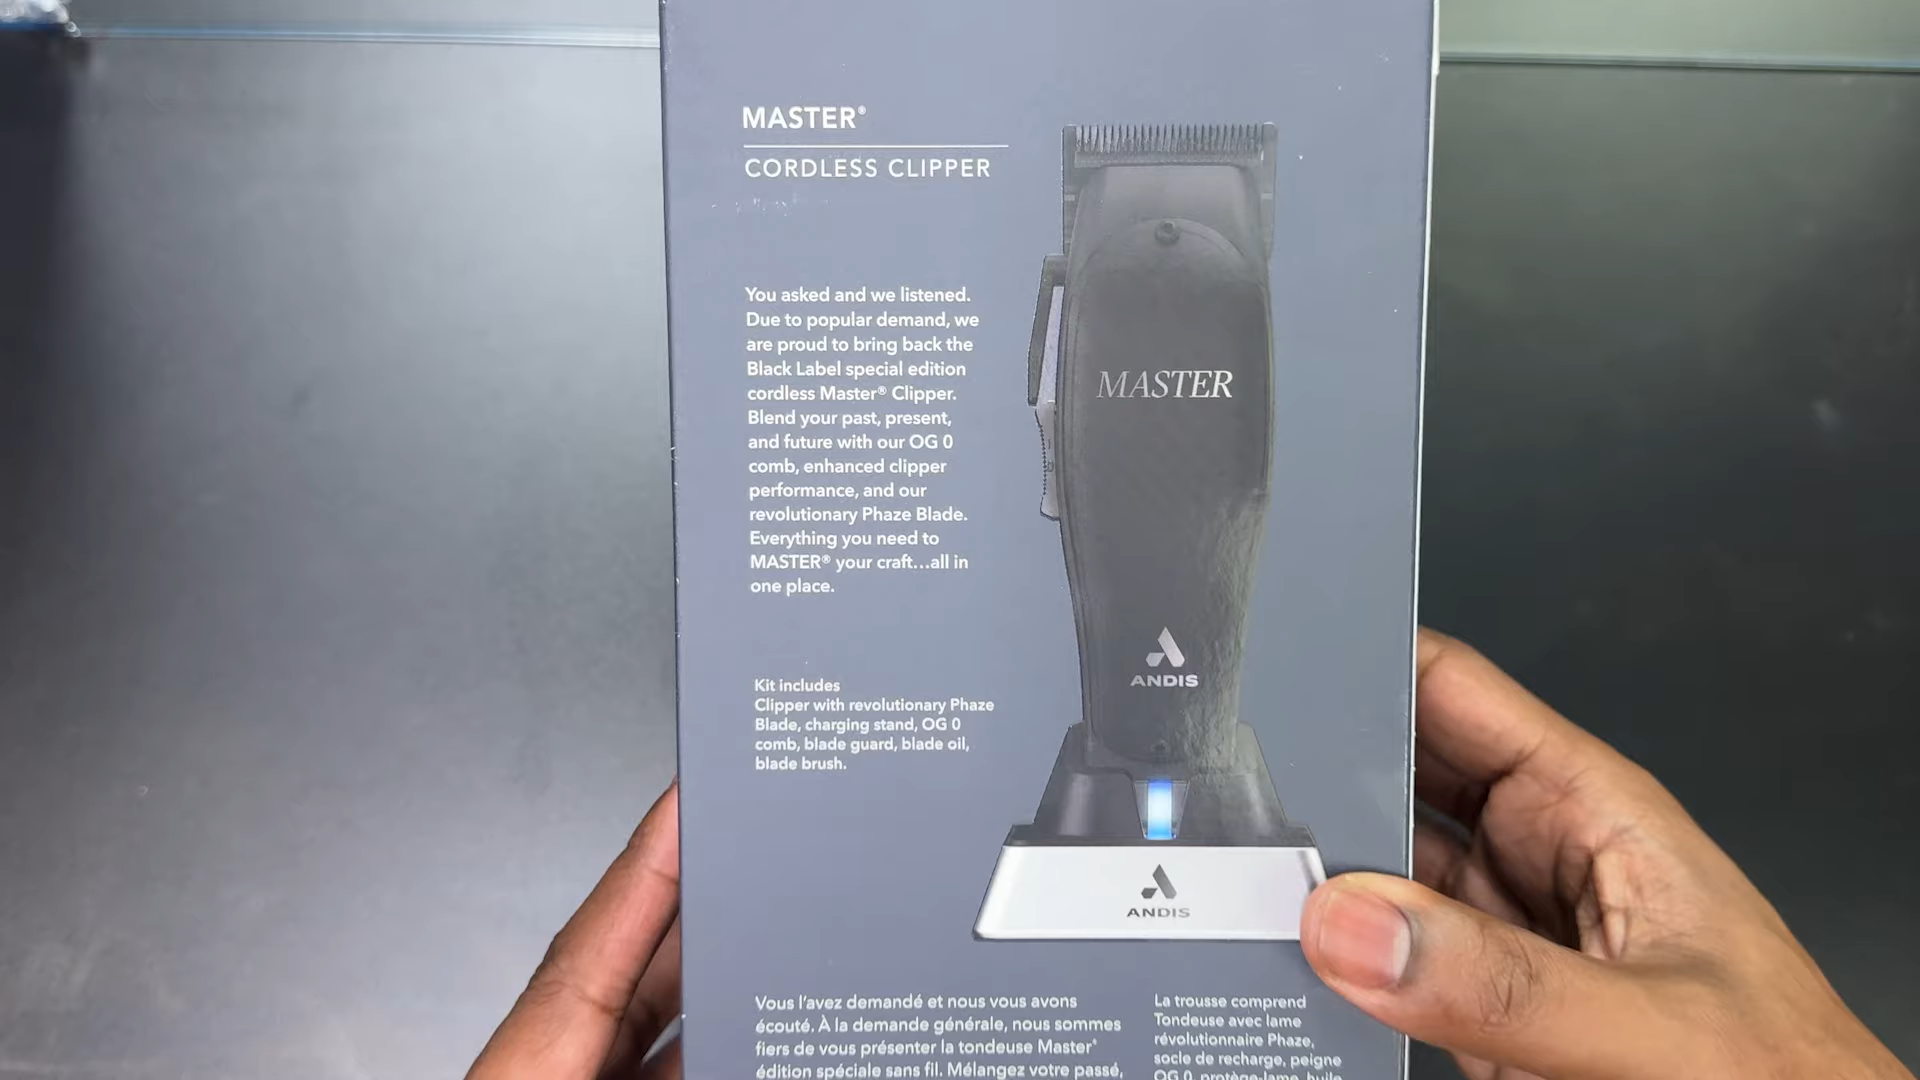 MASTER®
CORDLESS CLIPPER
You asked and we listened.
Due to popular demand, we
are proud to bring back the
Black Label special edition
cordless Master® Clipper.
Blend your past, present,
and future with our OG 0
comb, enhanced clipper
performance, and our
revolutionary Phaze Blade.
Everything you need to
MASTER® your craft...all in
one place.
Kit includes
Clipper with revolutionary Phaze
Blade, charging stand, OG 0
comb, blade guard, blade oil,
blade brush.
MASTER
ANDIS
ANDIS
Vous l'avez demandé et nous vous avons
écouté. À la demande générale, nous sommes
fiers de vous présenter la tondeuse Master®
édition spéciale sans fil. Mélangez votre passé,
La trousse comprend
Tondeuse avec lame
révolutionnaire Phaze,
socle de recharge, peigne
OG 0, protège-lame, huile